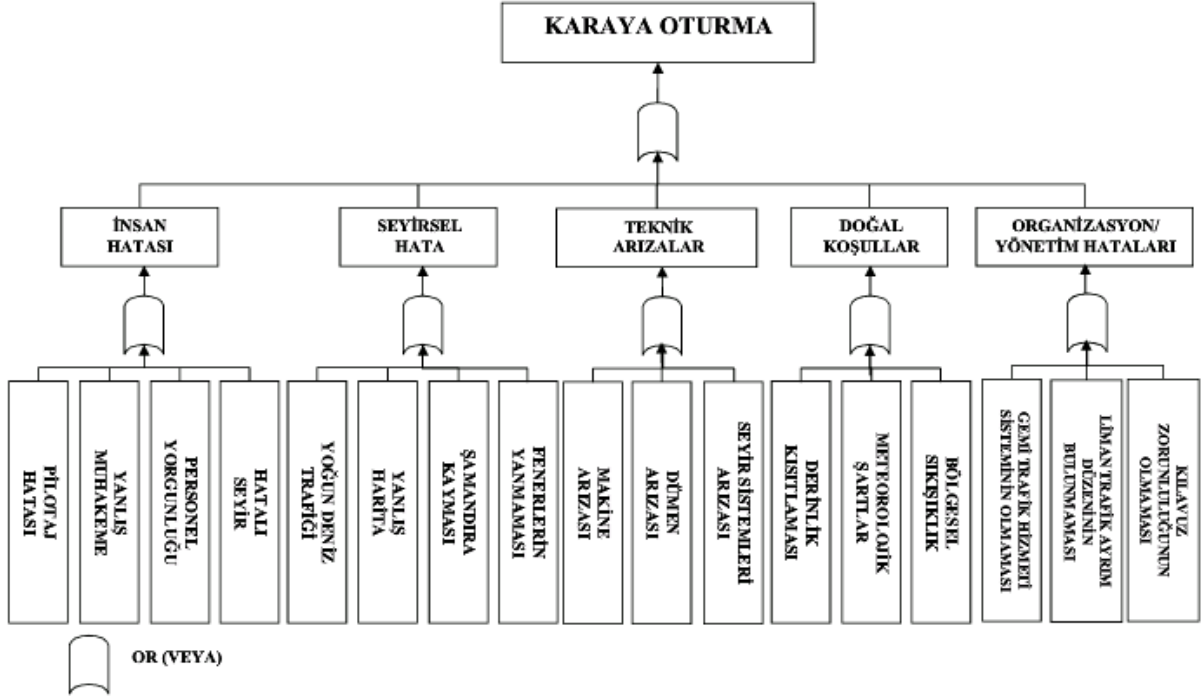 KARAYA OTURMA
İNSAN
HATASI
SEYİRSEL
HATA
TEKNİK
ARIZALAR
DOĞAL
KOŞULLAR
ORGANİZASYON/
YÖNETİM HATALARI
PİLOTAJ
HATASI
YANLIŞ
MUHAKEME
PERSONEL
YORGUNLUĞU
HATALI
SEYİR
YOĞUN DENİZ
TRAFİĞİ
YANLIŞ
HARİTA
ŞAMANDIRA
KAYMASI
FENERLERİN
YANMAMASI
MAKİNE
ARIZASI
DÜMEN
ARIZASI
SEYİR SİSTEMLERİ
ARIZASI
DERİNLİK
KISITLAMASI
METEOROLOJİK
ŞARTLAR
BÖLGESEL
SIKIŞIKLIK
GEMİ TRAFİK HİZMETİ
SİSTEMİNİN OLMAMASI
LİMAN TRAFİK AYRIM
DÜZENİNİN
BULUNMAMASI
KILAVUZ
ZORUNLULUĞUNUN
OLMAMASI
OR (VEYA)